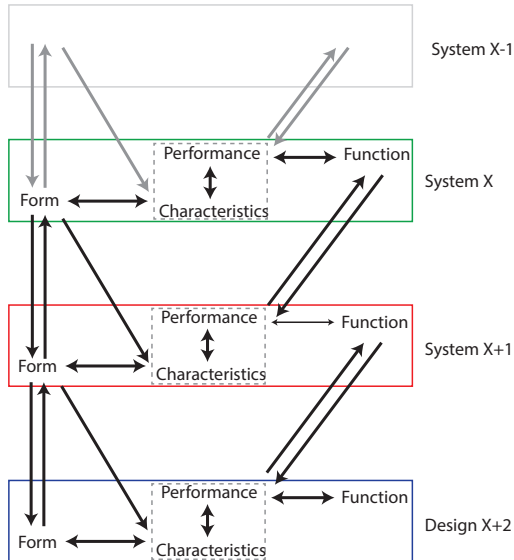 System X-1
Performance
Function
System X
Form
Characteristics
Performance
Function
System X+1
Form
Characteristics
Performance
Function
Design X+2
Form
Characteristics